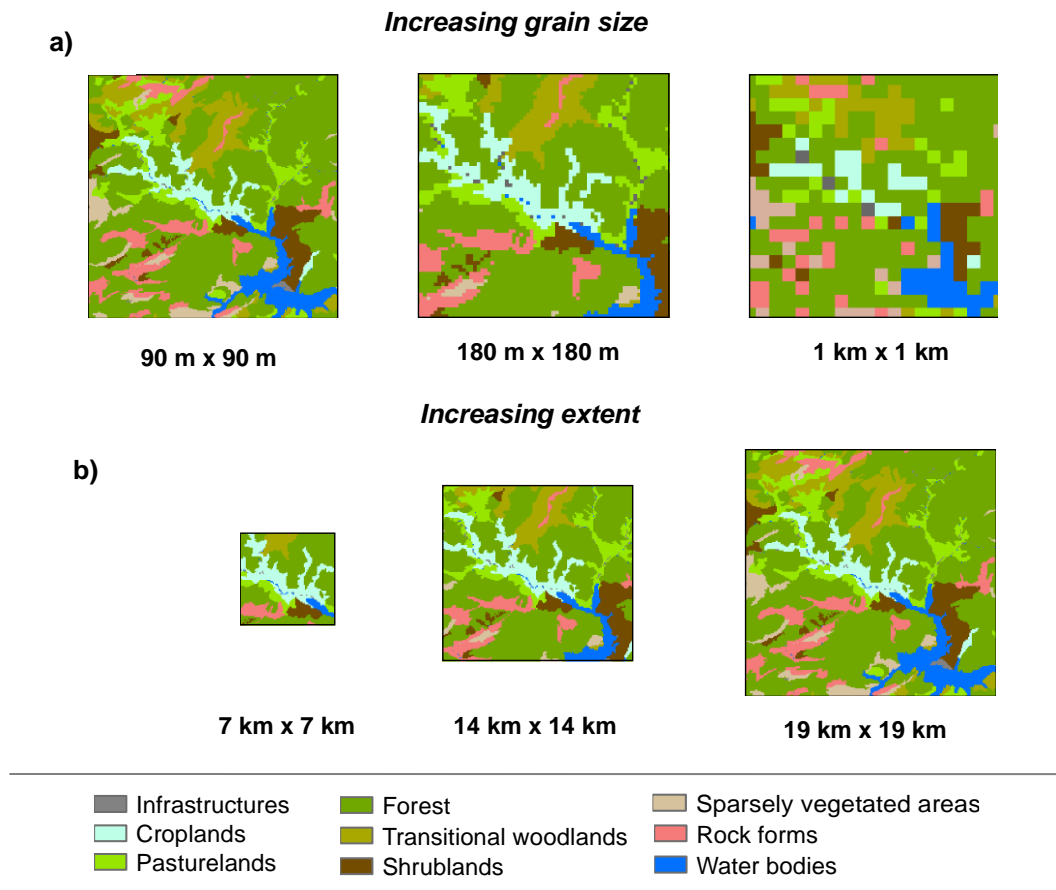 Increasing grain size
a)
90 m x 90 m
180 m x 180 m
1 km x 1 km
Increasing extent
b)
7 km x 7 km
14 km x 14 km
19 km x 19 km
Infrastructures
Croplands
Pasturelands
Forest
Transitional woodlands
Shrublands
Sparsely vegetated areas
Rock forms
Water bodies